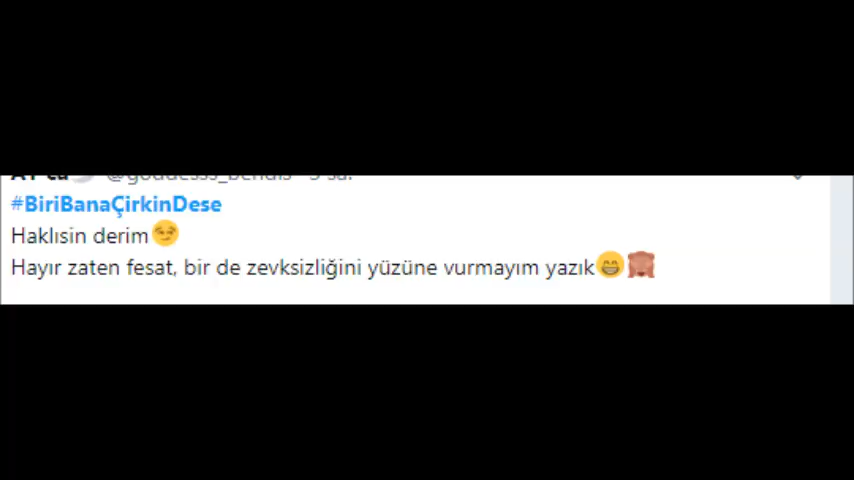 #BiriBanaÇirkinDese
Haklısin derim😏
Hayır zaten fesat, bir de zevksizliğini yüzüne vurmayım yazık😁🙈